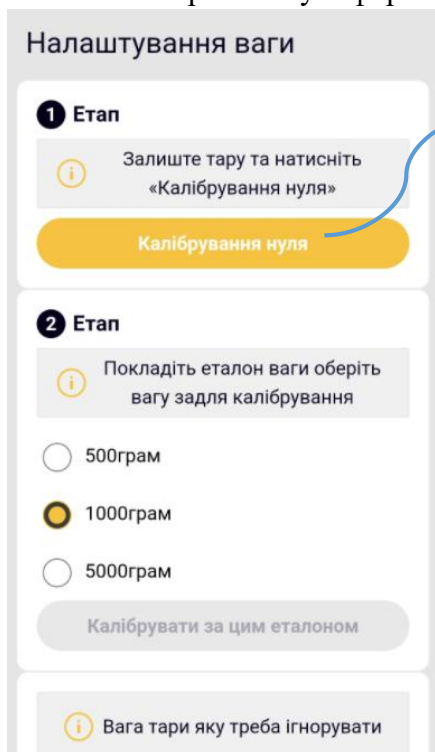 Налаштування ваги
1 Етап
Залиште тару та натисніть
«Калібрування нуля»
Калібрування нуля
2 Етап
Покладіть еталон ваги оберіть
вагу задля калібрування
500грам
1000грам
5000грам
Калібрувати за цим еталоном
Вага тари яку треба ігнорувати